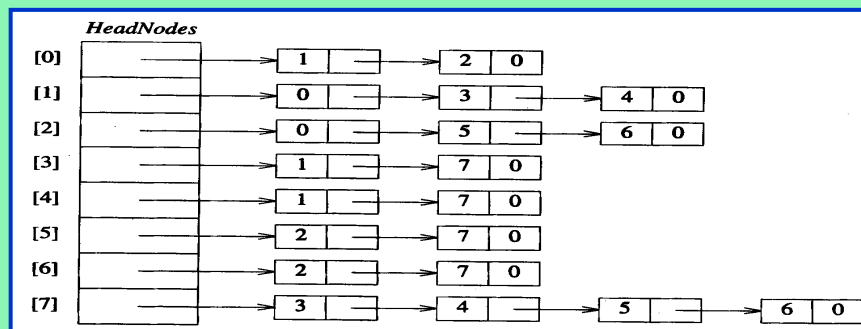 HeadNodes
[0] 1 2 0
[1] 0 3 4 0
[2] 0 5 6 0
[3] 1 7 0
[4] 1 7 0
[5] 2 7 0
[6] 2 7 0
[7] 3 4 5 6 0